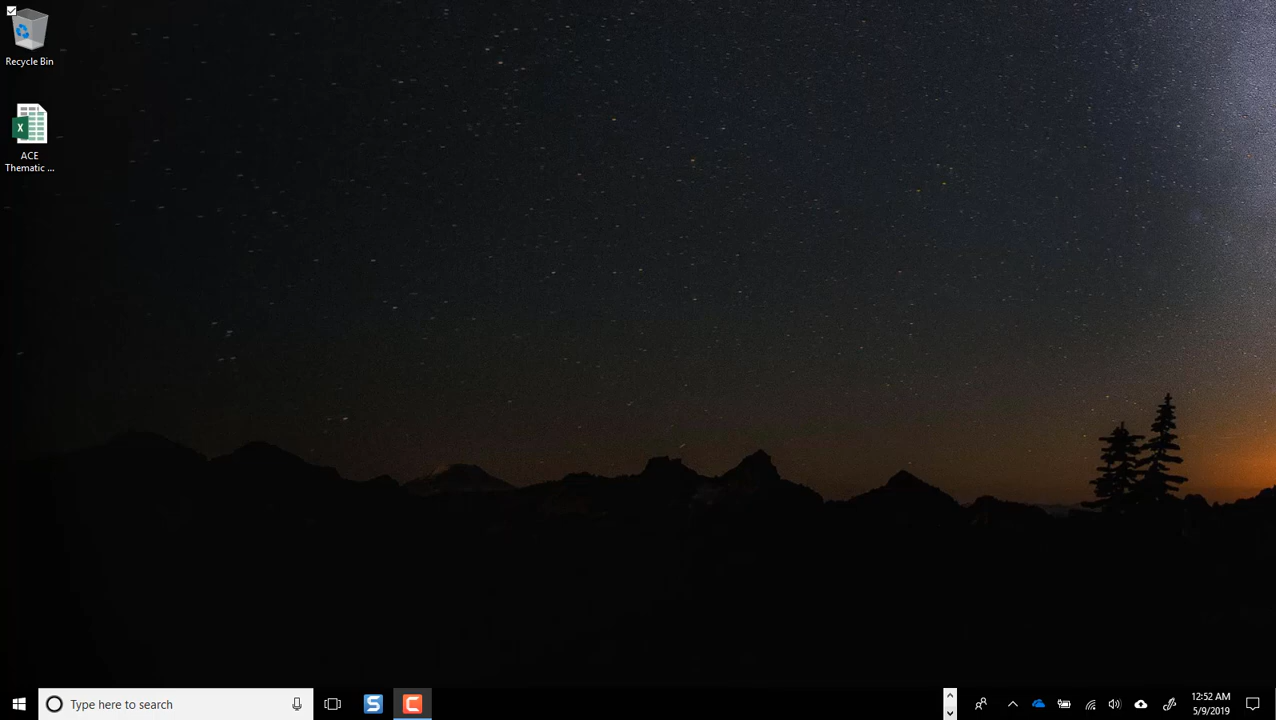 Recycle Bin
X
ACE
Thematic ...
Type here to search
S
C
12:52 AM
5/9/2019